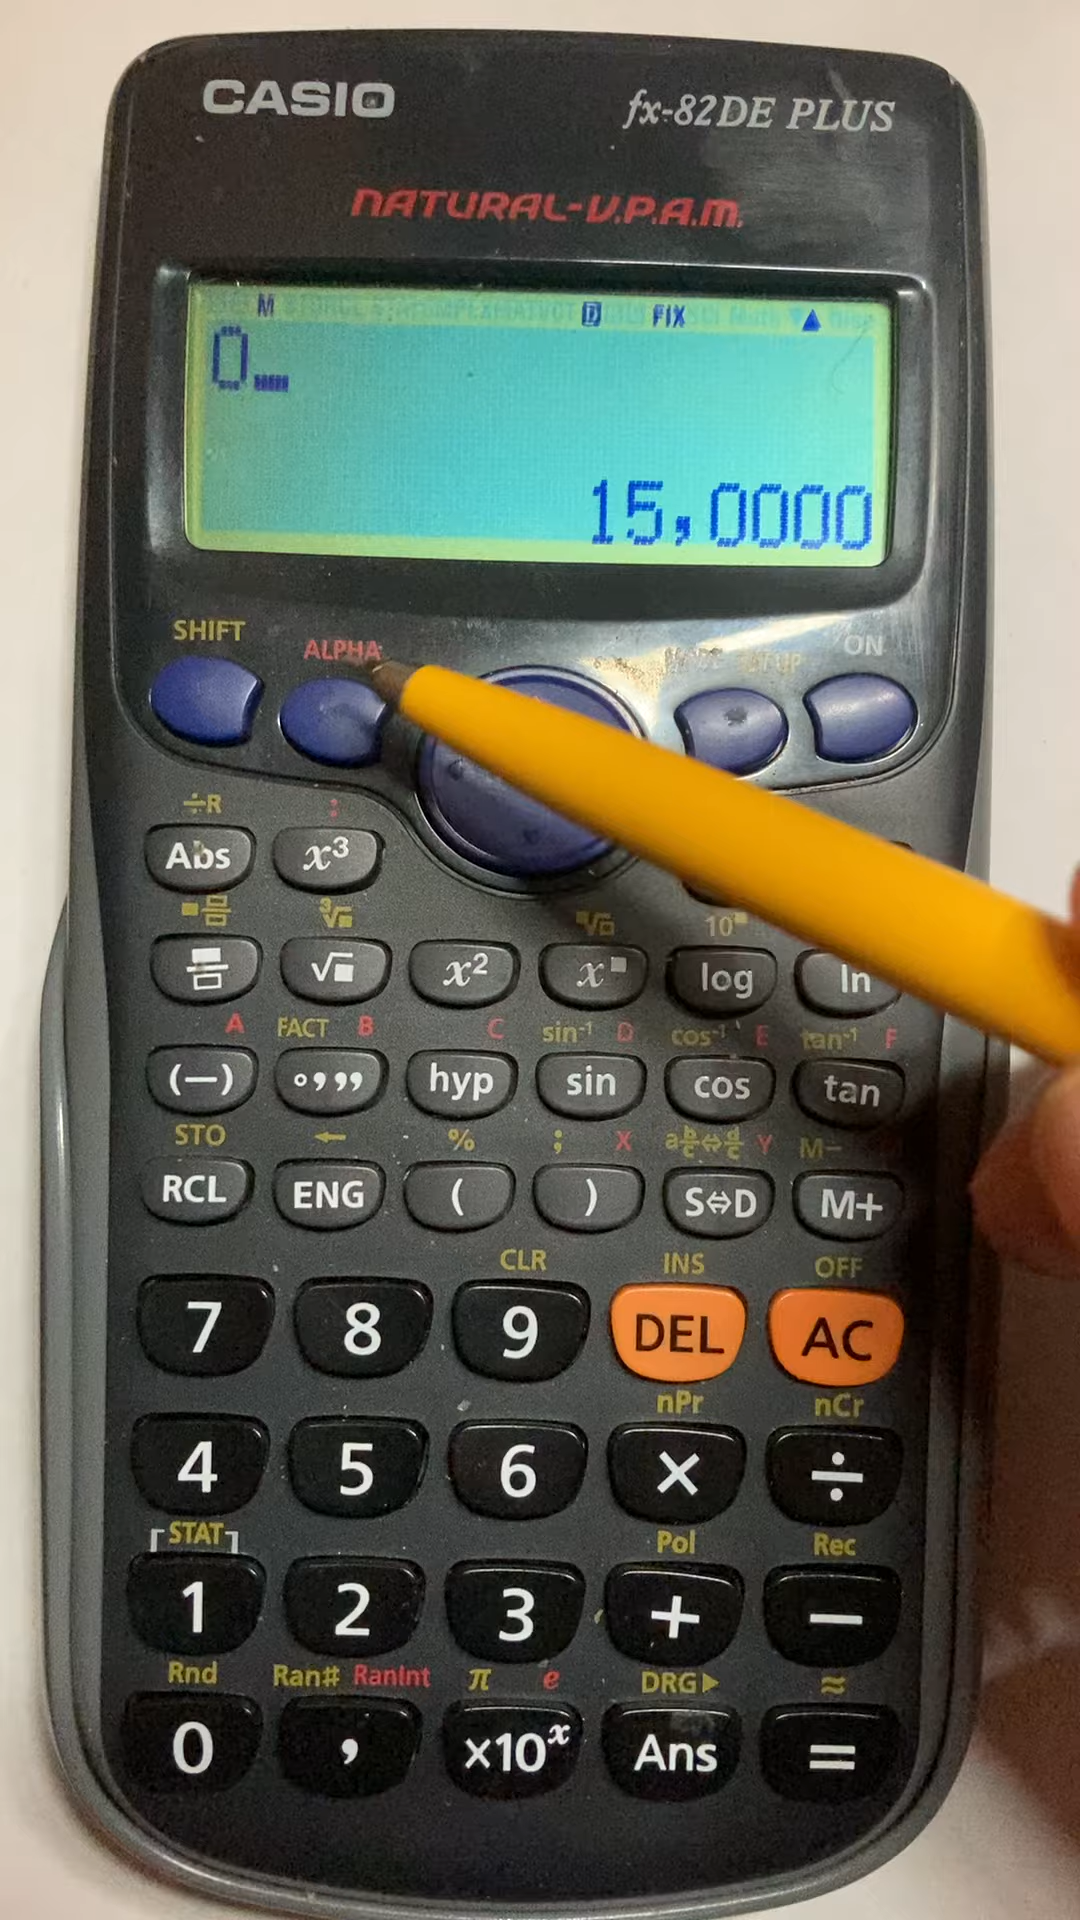 CASIO
fx-82DE PLUS
NATURAL-V.P.A.M.
M D FIX ▲
0_
15,0000
SHIFT ALPHA MODE SETUP ON
÷R :
Abs x³
■√□ 10■
log ln
x² x■
√■
A FACT B C sin⁻¹ D cos⁻¹ E tan⁻¹ F
(—) °,,, hyp sin cos tan
STO ← % ; X a b/c⇔d/c Y M−
RCL ENG ( ) S⇔D M+
CLR INS OFF
7 8 9 DEL AC
nPr nCr
4 5 6 × ÷
STAT Pol Rec
1 2 3 + −
Rnd Ran# RanInt π e DRG▶ ≈
0 , ×10ˣ Ans =